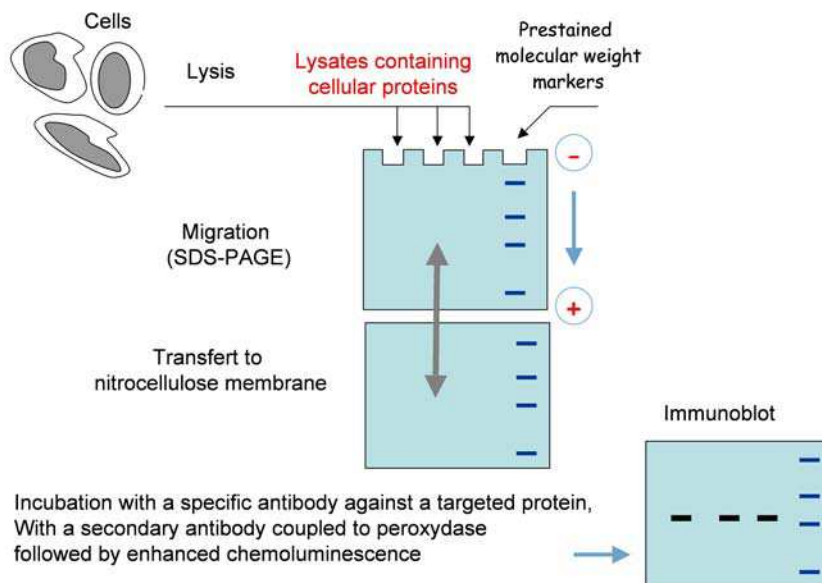 Cells
Lysis
Lysates containing
cellular proteins
Prestained
molecular weight
markers
-
Migration
(SDS-PAGE)
+
Transfert to
nitrocellulose membrane
Immunoblot
Incubation with a specific antibody against a targeted protein,
With a secondary antibody coupled to peroxydase
followed by enhanced chemoluminescence